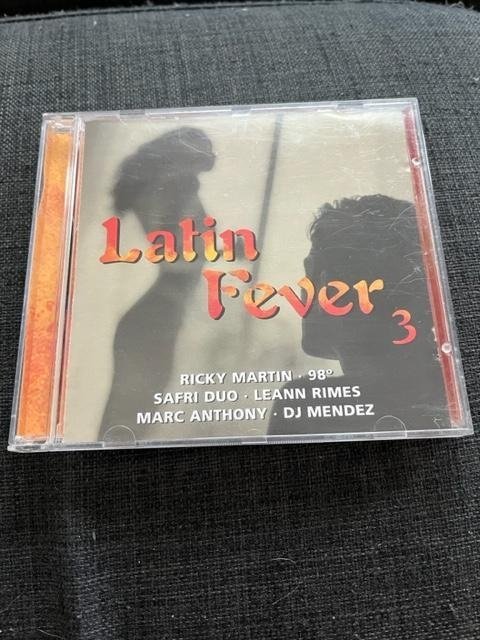 Latin
Fever
3
RICKY MARTIN · 98°
SAFRI DUO · LEANN RIMES
MARC ANTHONY · DJ MENDEZ